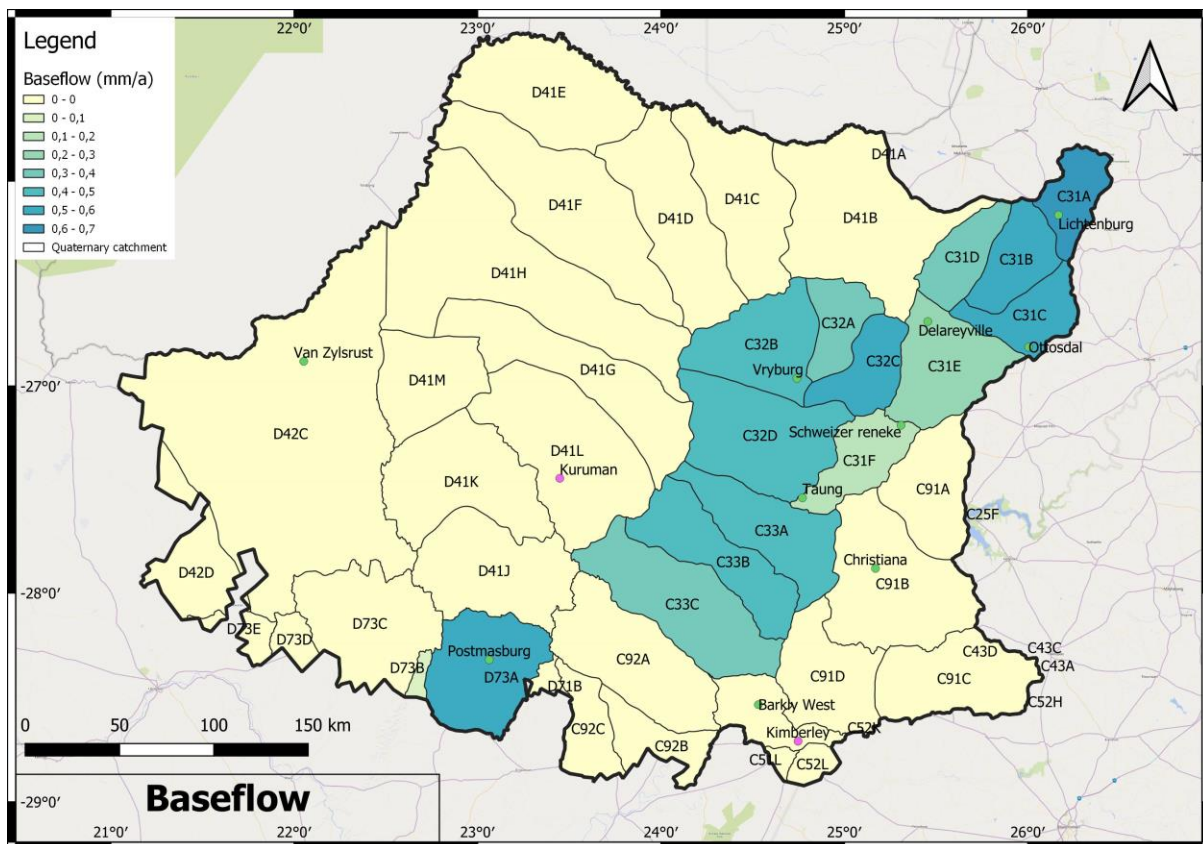 22°0' 23°0' 24°0' 25°0' 26°0'
Legend
Baseflow (mm/a)
0 - 0
0 - 0,1
0,1 - 0,2
0,2 - 0,3
0,3 - 0,4
0,4 - 0,5
0,5 - 0,6
0,6 - 0,7
Quaternary catchment
D41E
D41A
D41C
D41F
D41D
D41B
C31A
Lichtenburg
C31D
C31B
D41H
C31C
C32A
Delareyville
C32B
Ottosdal
Van Zylsrust
C32C
C31E
D41G
Vryburg
D41M
-27°0'
D42C
C32D
Schweizer reneke
D41L
C31F
Kuruman
D41K
C91A
Taung
C25F
C33A
Christiana
C33B
D41J
D42D
C91B
-28°0'
C33C
D73E
D73C
D73D
C43C
Postmasburg
C43D
C92A
C43A
D73B
D73A
D71B
C91D
C91C
C52H
Barkly West
0 50 100 150 km
C92C
Kimberley
C52K
C92B
C51L
C52L
Baseflow
-29°0'
21°0' 22°0' 23°0' 24°0' 25°0' 26°0'